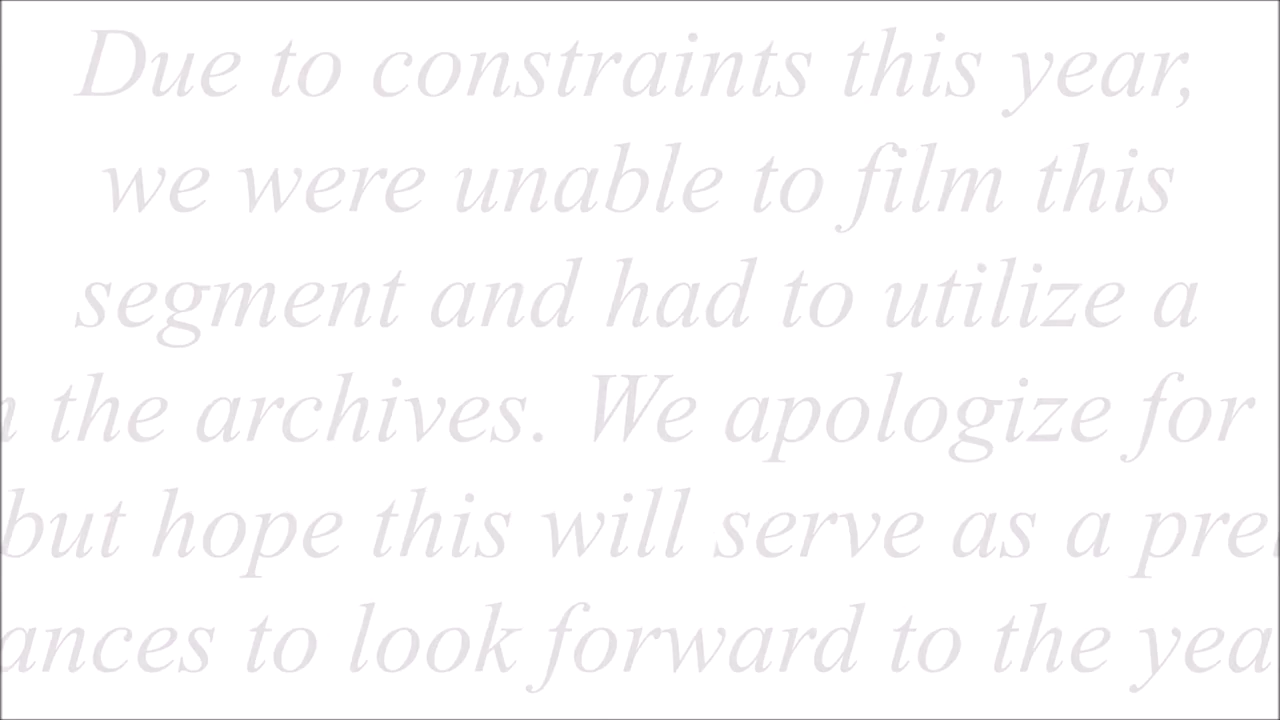 Due to constraints this year,
we were unable to film this
segment and had to utilize a
the archives. We apologize for
but hope this will serve as a
to look forward to the